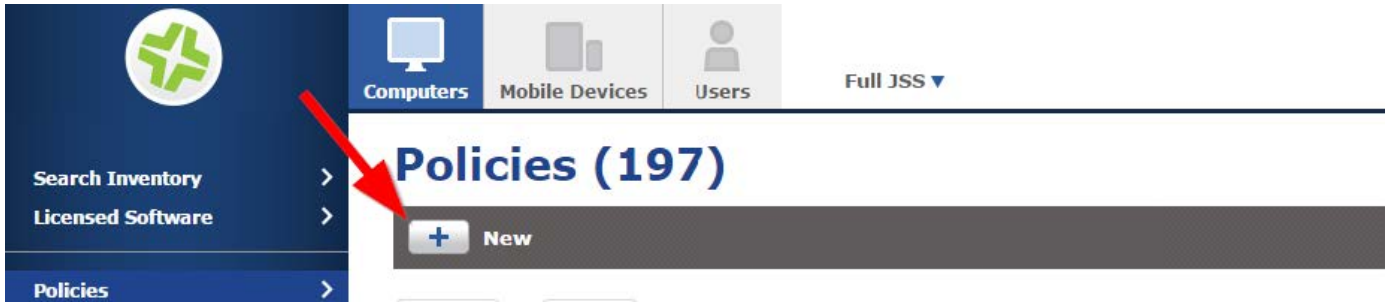 Computers
Mobile Devices
Users
Full JSS ▼
Search Inventory
Licensed Software
Policies
Policies (197)
+ New